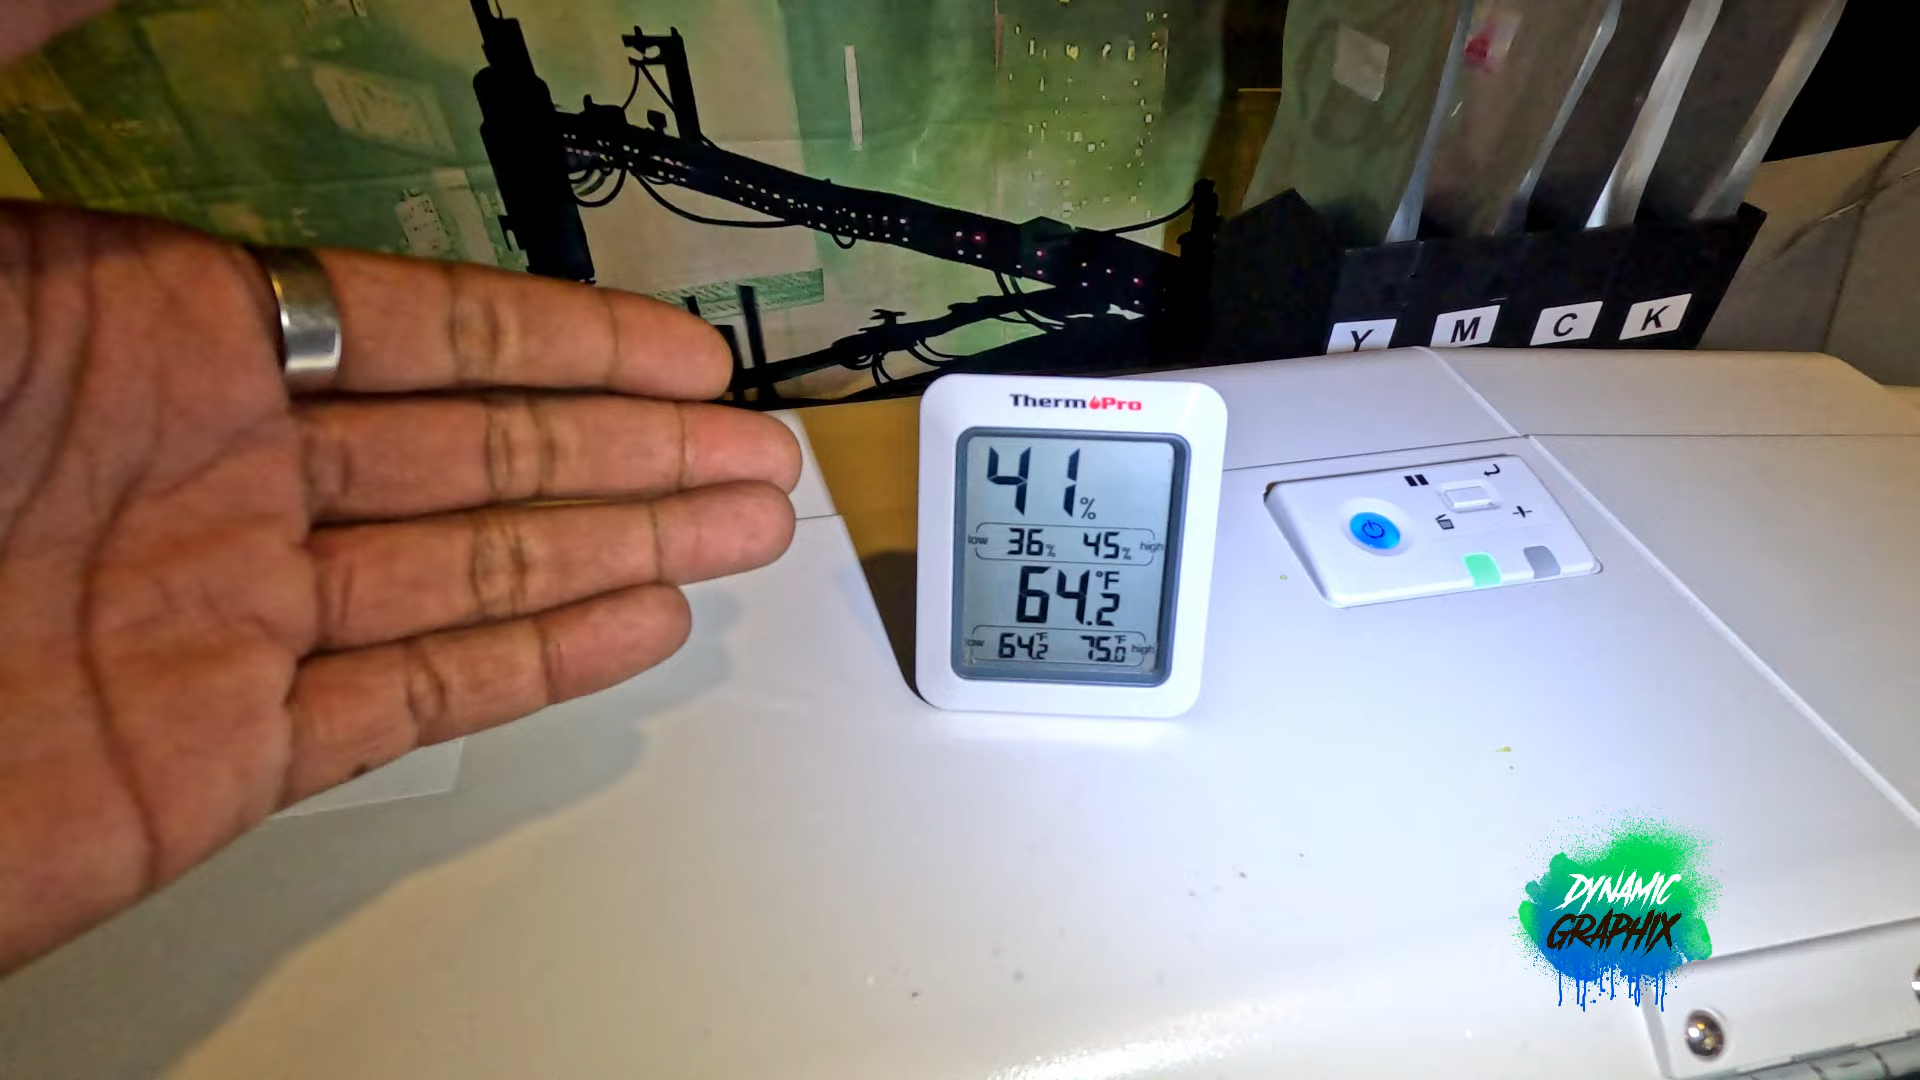 Y M C K
ThermoPro
41%
low 36% 45% high
64.2°F
low 64.2°F 75.0°F high
DYNAMIC
GRAPHIX